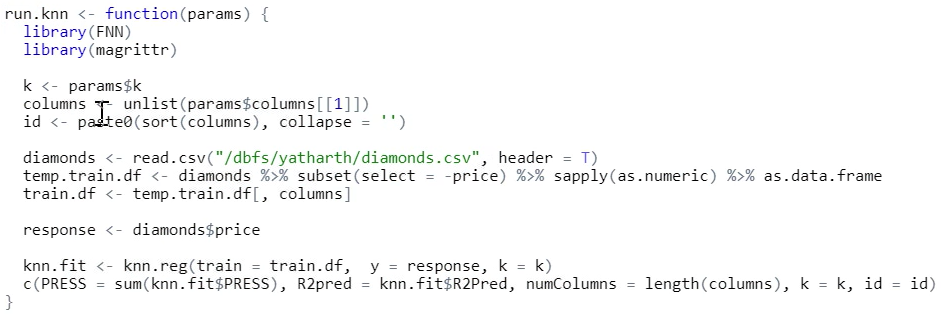 run.knn <- function(params) {
  library(FNN)
  library(magrittr)

  k <- params$k
  columns <- unlist(params$columns[[1]])
  id <- paste0(sort(columns), collapse = '')

  diamonds <- read.csv("/dbfs/yatharth/diamonds.csv", header = T)
  temp.train.df <- diamonds %>% subset(select = -price) %>% sapply(as.numeric) %>% as.data.frame
  train.df <- temp.train.df[, columns]

  response <- diamonds$price

  knn.fit <- knn.reg(train = train.df,  y = response, k = k)
  c(PRESS = sum(knn.fit$PRESS), R2pred = knn.fit$R2Pred, numColumns = length(columns), k = k, id = id)
}